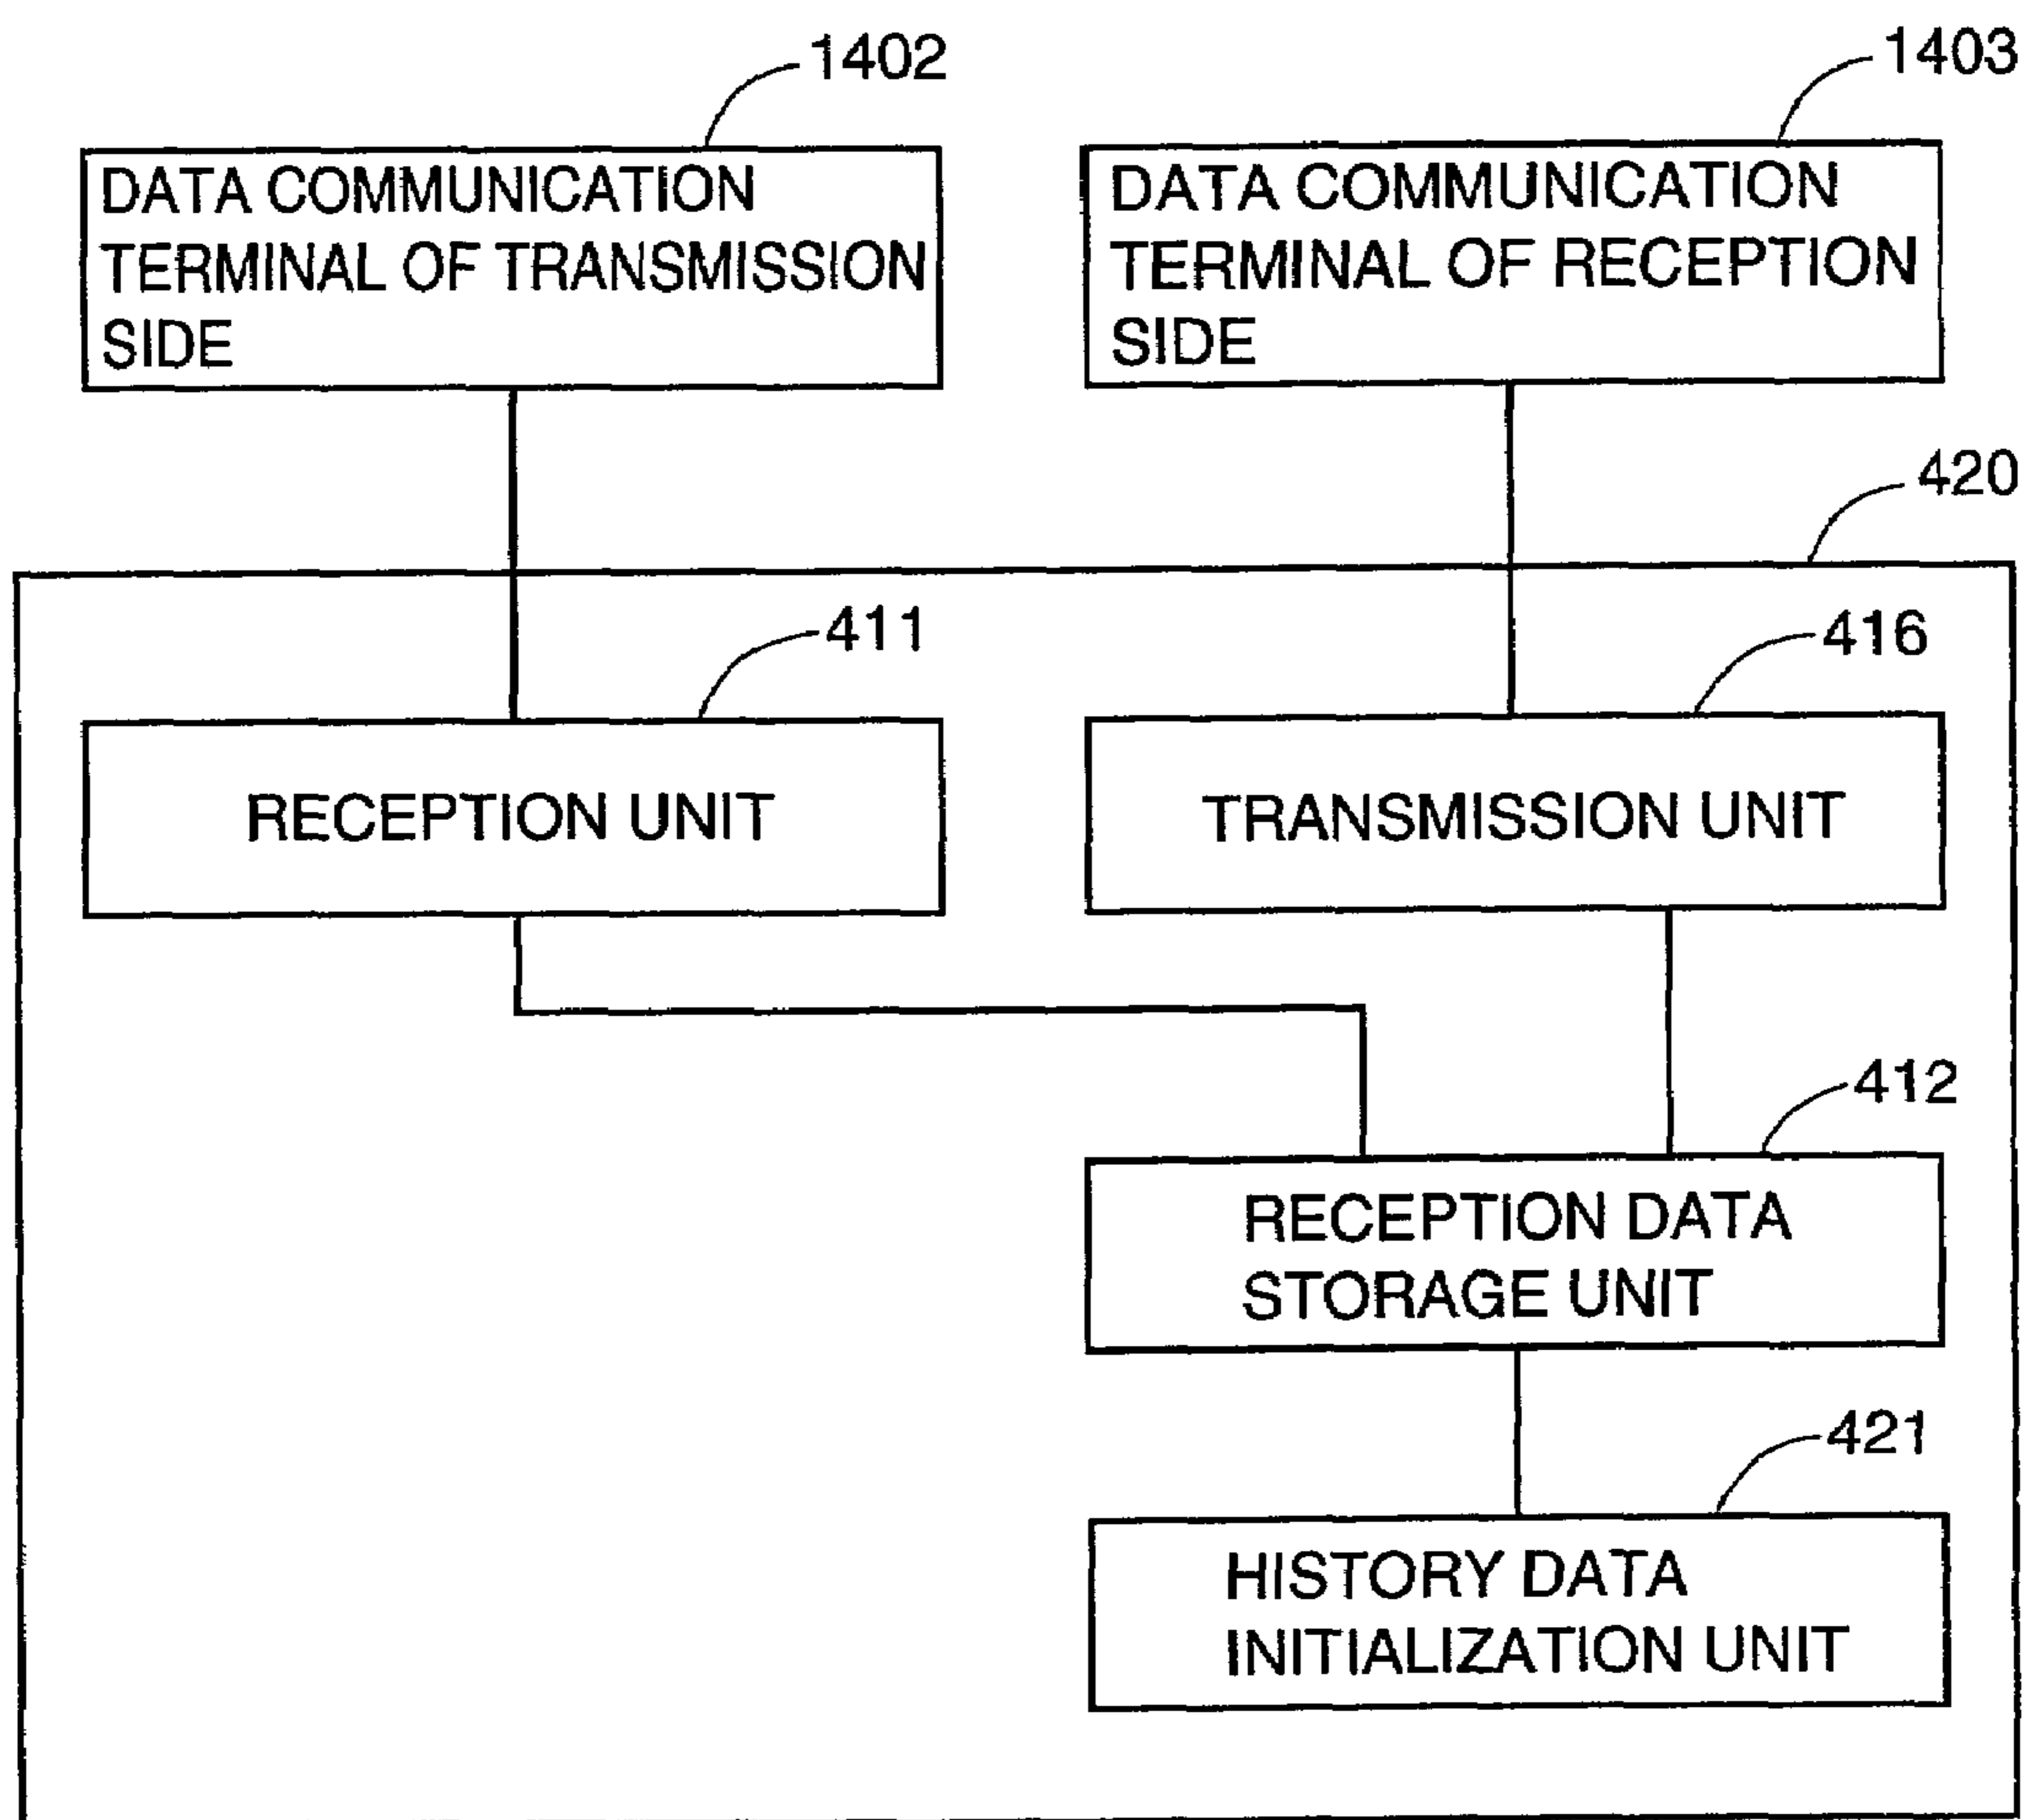 1402
1403
DATA COMMUNICATION
TERMINAL OF TRANSMISSION
SIDE
DATA COMMUNICATION
TERMINAL OF RECEPTION
SIDE
420
411
416
RECEPTION UNIT
TRANSMISSION UNIT
412
RECEPTION DATA
STORAGE UNIT
421
HISTORY DATA
INITIALIZATION UNIT